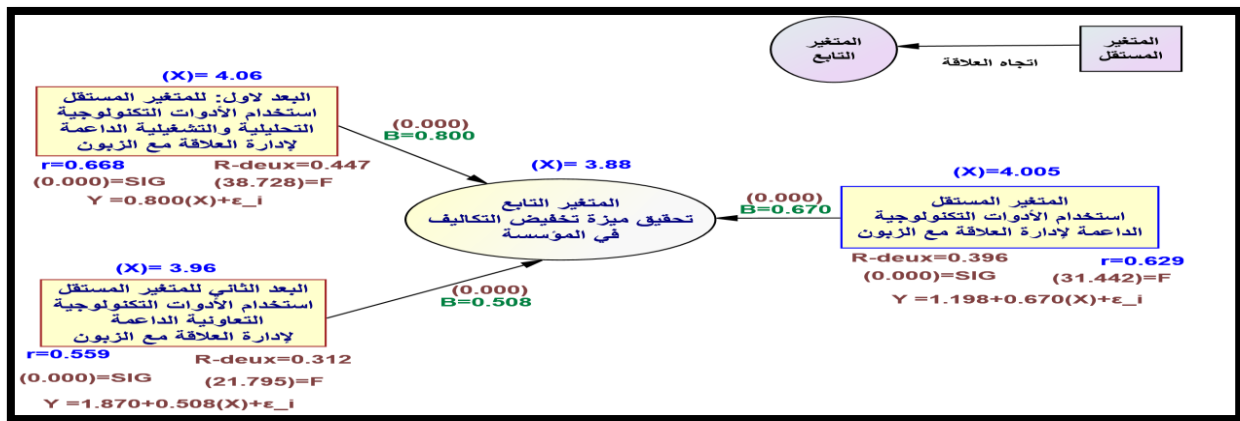 المتغير
المستقل
اتجاه العلاقة
المتغير
التابع
(X)= 4.06
البعد لاول: للمتغير المستقل
استخدام الأدوات التكنولوجية
التحليلية والتشغيلية الداعمة
لإدارة العلاقة مع الزبون
r=0.668 R-deux=0.447
(0.000)=SIG (38.728)=F
Y =0.800(X)+ε_i
(0.000)
B=0.800
(X)= 3.88
المتغير التابع
تحقيق ميزة تخفيض التكاليف
في المؤسسة
(X)=4.005
المتغير المستقل
استخدام الأدوات التكنولوجية
الداعمة لإدارة العلاقة مع الزبون
R-deux=0.396 r=0.629
(0.000)=SIG (31.442)=F
Y =1.198+0.670(X)+ε_i
(0.000)
B=0.670
(X)= 3.96
البعد الثاني للمتغير المستقل
استخدام الأدوات التكنولوجية
التعاونية الداعمة
لإدارة العلاقة مع الزبون
r=0.559 R-deux=0.312
(0.000)=SIG (21.795)=F
Y =1.870+0.508(X)+ε_i
(0.000)
B=0.508